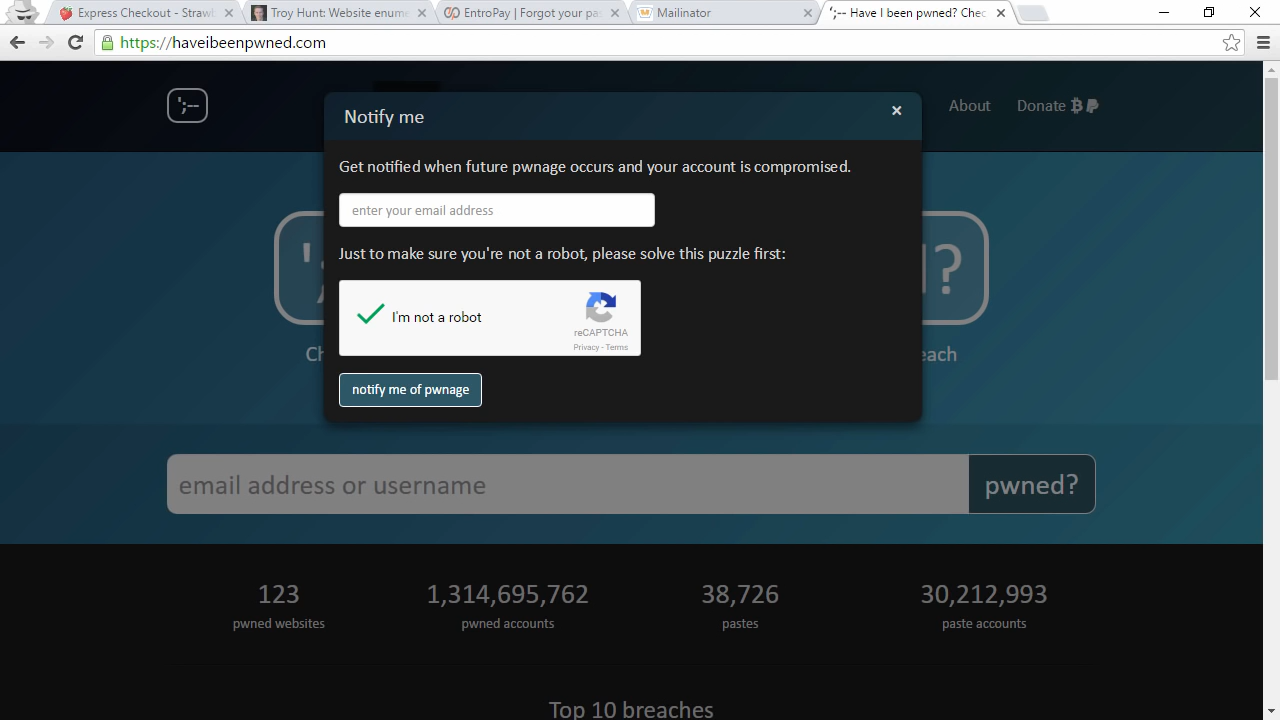 Express Checkout - Strawl
Troy Hunt: Website enume
EntroPay | Forgot your pas
Mailinator
';-- Have I been pwned? Chec
https://haveibeenpwned.com
';--
About
Donate
Notify me
×
Get notified when future pwnage occurs and your account is compromised.
enter your email address
Just to make sure you're not a robot, please solve this puzzle first:
I'm not a robot
reCAPTCHA
Privacy - Terms
notify me of pwnage
email address or username
pwned?
123
1,314,695,762
38,726
30,212,993
pwned websites
pwned accounts
pastes
paste accounts
Top 10 breaches